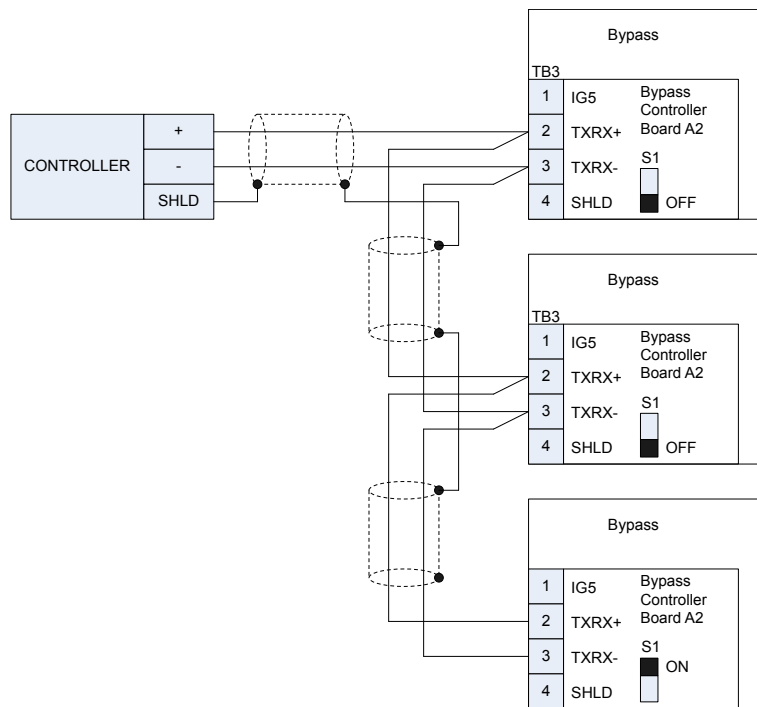 Bypass
TB3
1 IG5 Bypass
2 TXRX+ Controller
Board A2
3 TXRX- S1
4 SHLD OFF
CONTROLLER
+
-
SHLD
Bypass
TB3
1 IG5 Bypass
Controller
2 TXRX+ Board A2
3 TXRX- S1
4 SHLD OFF
Bypass
1 IG5 Bypass
Controller
2 TXRX+ Board A2
3 TXRX- S1
ON
4 SHLD